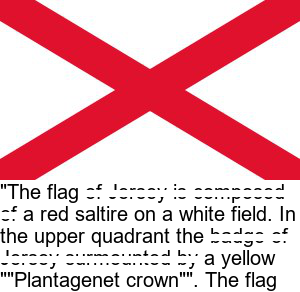 "The flag of Jersey is composed
of a red saltire on a white field. In
the upper quadrant the badge of
Jersey surmounted by a yellow
""Plantagenet crown"". The flag